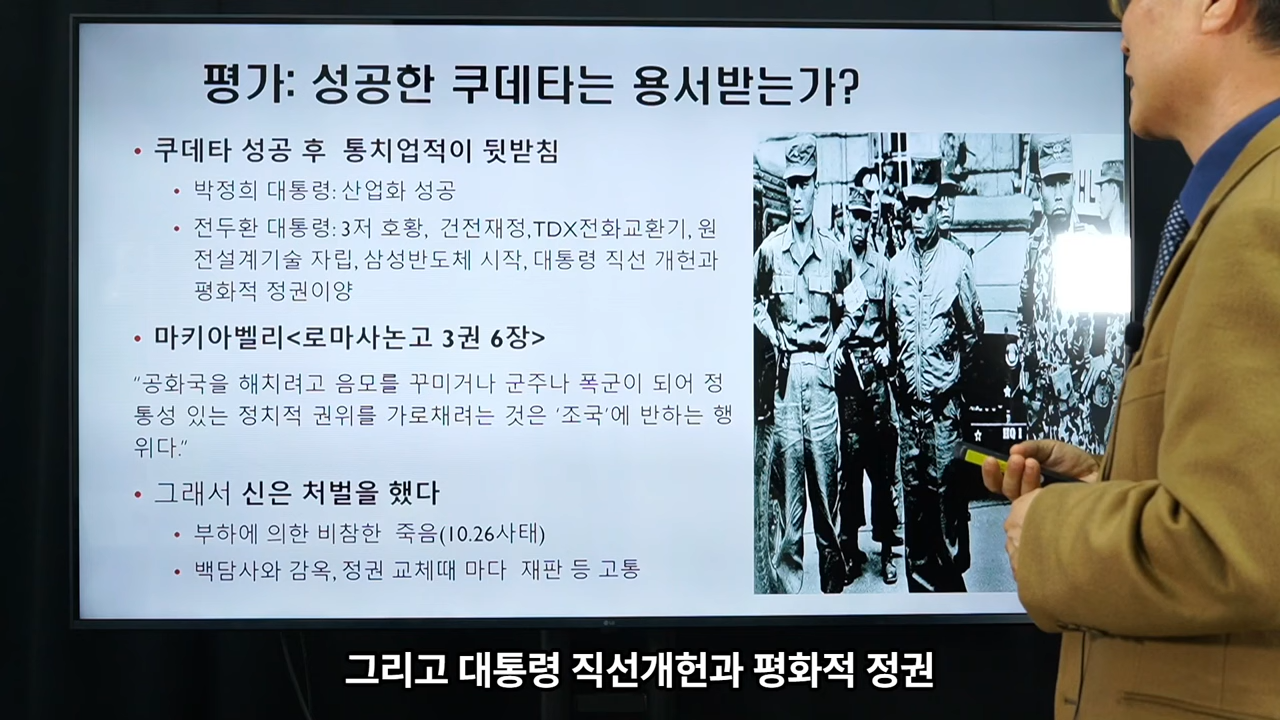 평가: 성공한 쿠데타는 용서받는가?
• 쿠데타 성공 후 통치업적이 뒷받침
• 박정희 대통령: 산업화 성공
• 전두환 대통령: 3저 호황, 건전재정,TDX전화교환기, 원
전설계기술 자립, 삼성반도체 시작, 대통령 직선 개헌과
평화적 정권이양
• 마키아벨리<로마사논고 3권 6장>
“공화국을 해치려고 음모를 꾸미거나 군주나 폭군이 되어 정
통성 있는 정치적 권위를 가로채려는 것은 ‘조국’에 반하는 행
위다.”
• 그래서 신은 처벌을 했다
• 부하에 의한 비참한 죽음(10.26사태)
• 백담사와 감옥, 정권 교체때 마다 재판 등 고통
HQ 1
LG
그리고 대통령 직선개헌과 평화적 정권